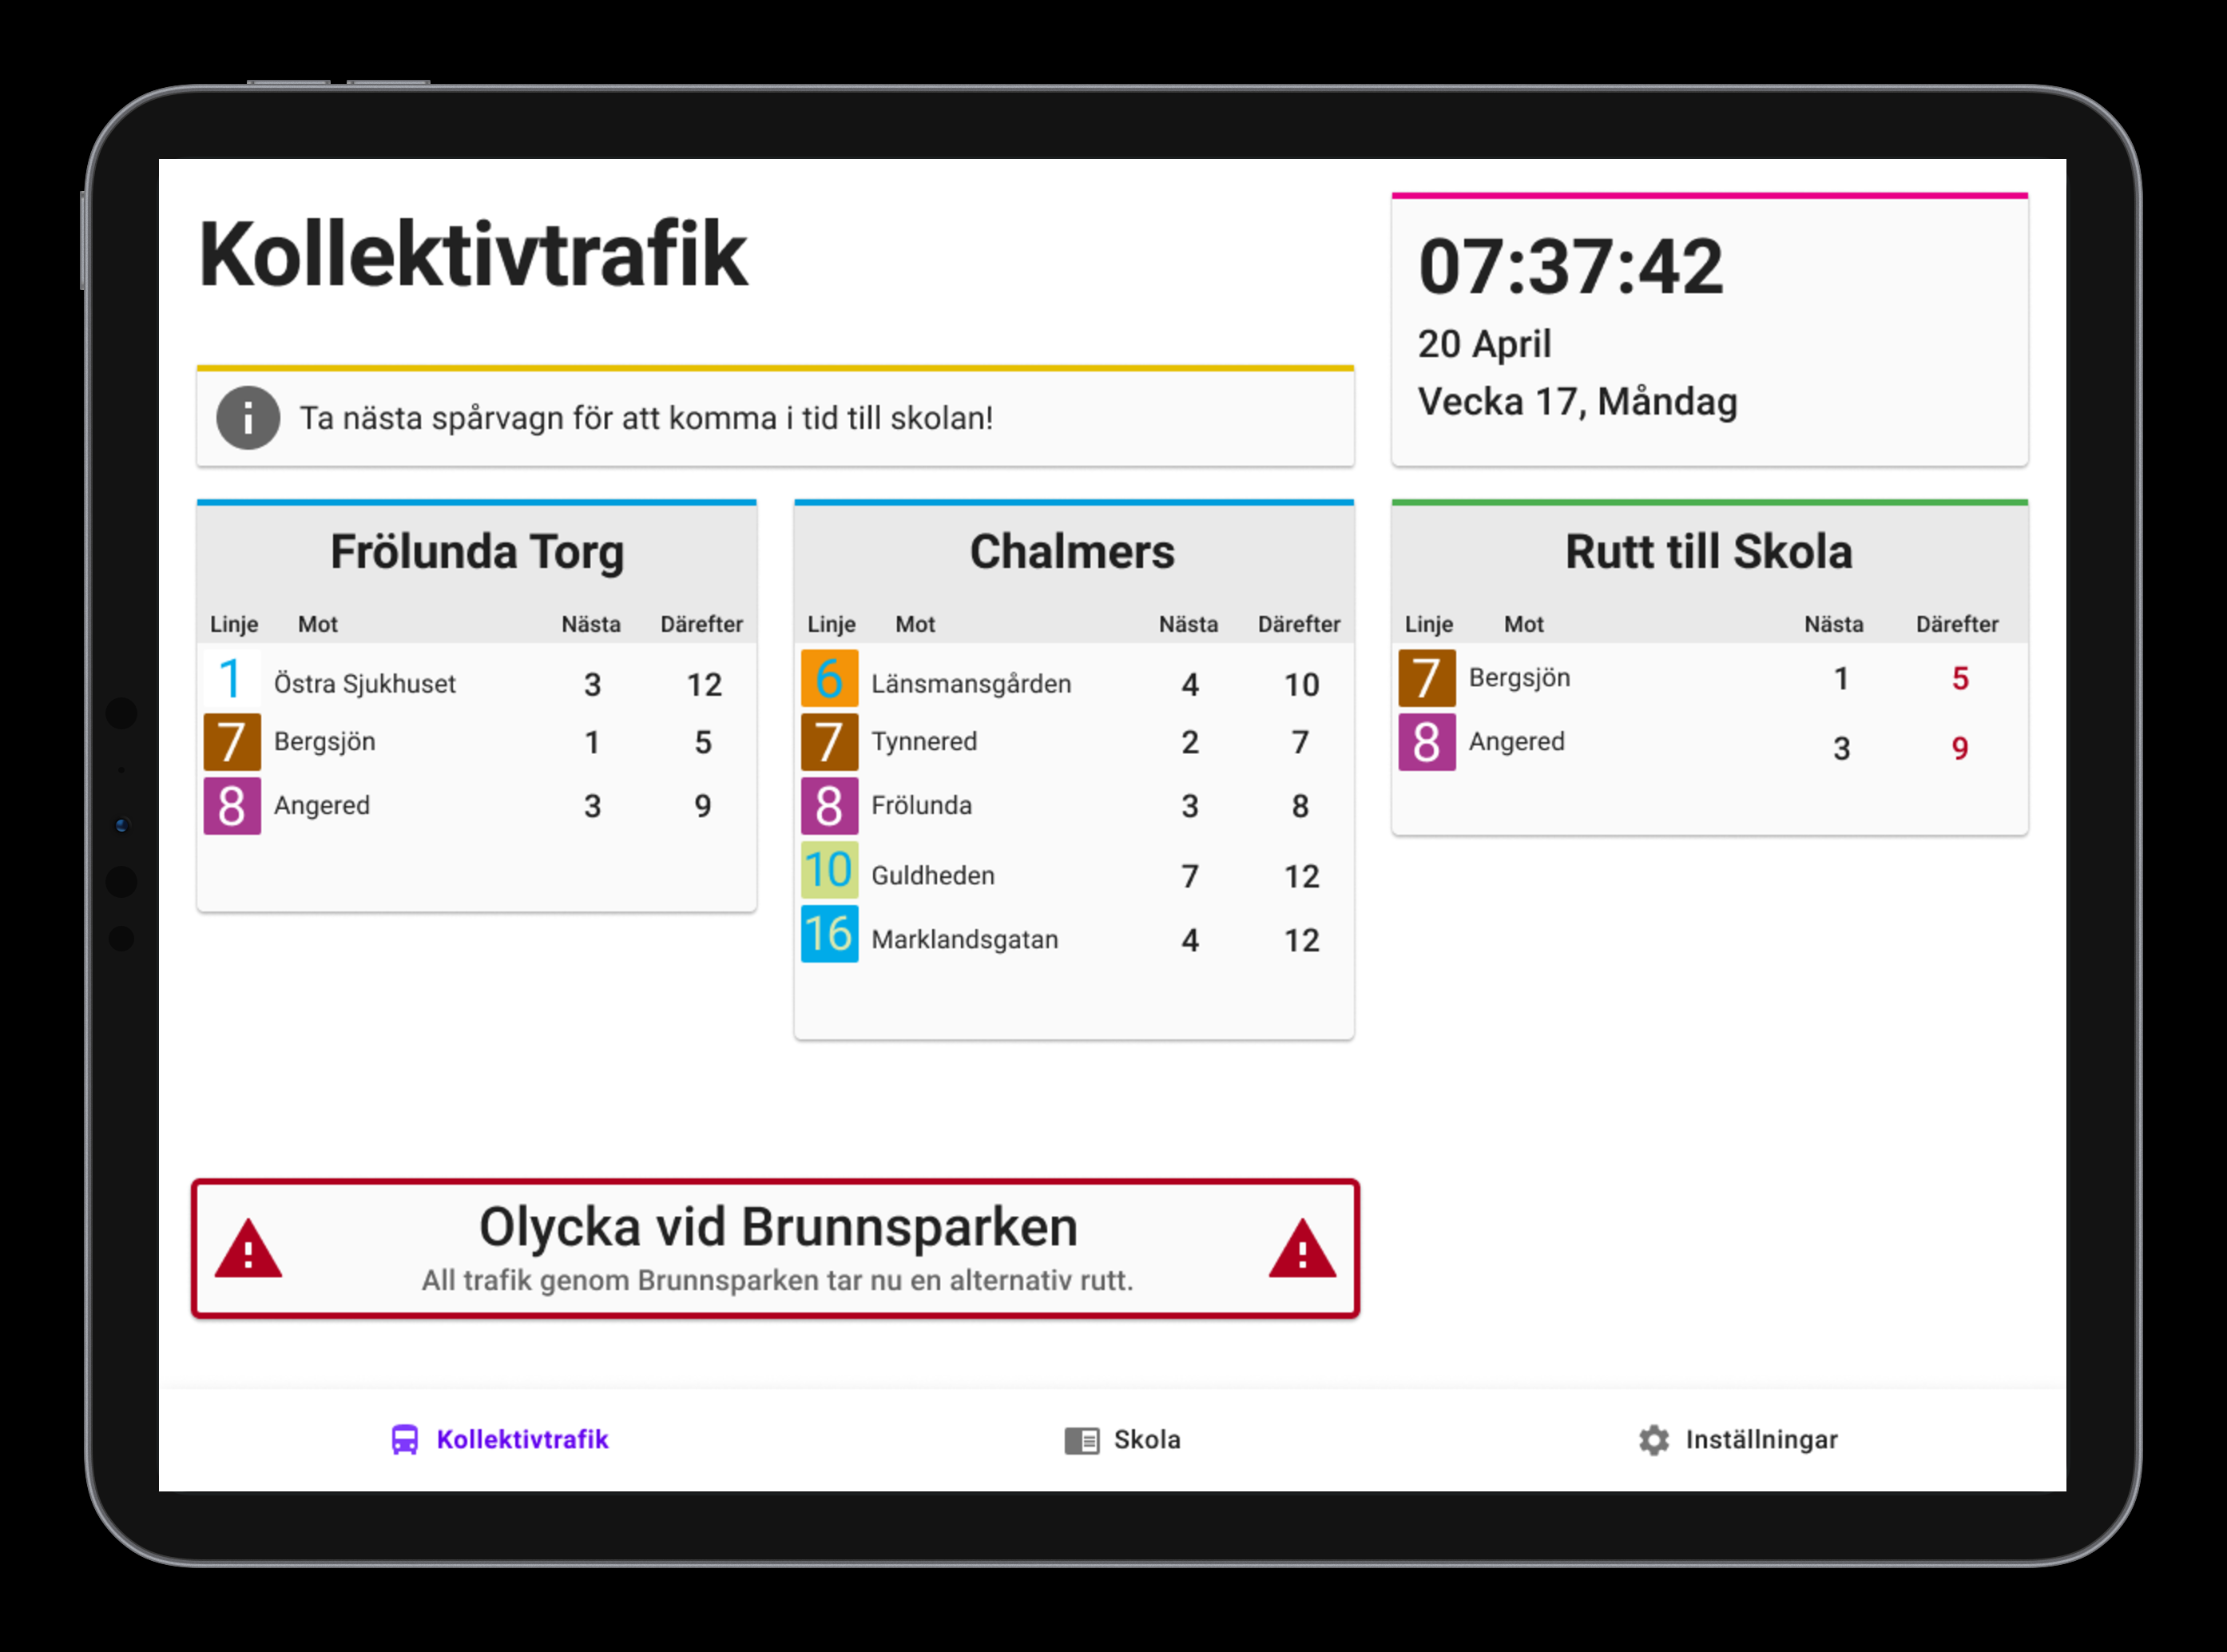 Kollektivtrafik
07:37:42
20 April
Vecka 17, Måndag
Ta nästa spårvagn för att komma i tid till skolan!
Frölunda Torg
Linje Mot Nästa Därefter
1 Östra Sjukhuset 3 12
7 Bergsjön 1 5
8 Angered 3 9
Chalmers
Linje Mot Nästa Därefter
6 Länsmansgården 4 10
7 Tynnered 2 7
8 Frölunda 3 8
10 Guldheden 7 12
16 Marklandsgatan 4 12
Rutt till Skola
Linje Mot Nästa Därefter
7 Bergsjön 1 5
8 Angered 3 9
Olycka vid Brunnsparken
All trafik genom Brunnsparken tar nu en alternativ rutt.
Kollektivtrafik Skola Inställningar